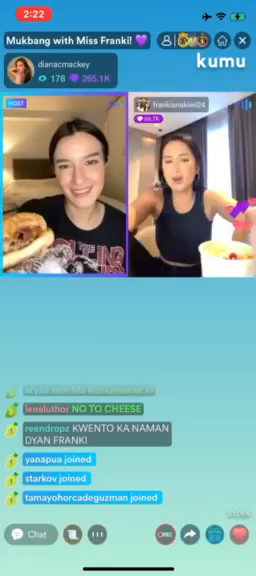 2:22
Mukbang with Miss Franki! 💜
dianacmackey
178 265.1K
kumu
HOST
frankianakiwi24
lenaluthor NO TO CHEESE
reendropz KWENTO KA NAMAN
DYAN FRANKI
yanapua joined
starkov joined
tamayohorcadeguzman joined
Chat
REC